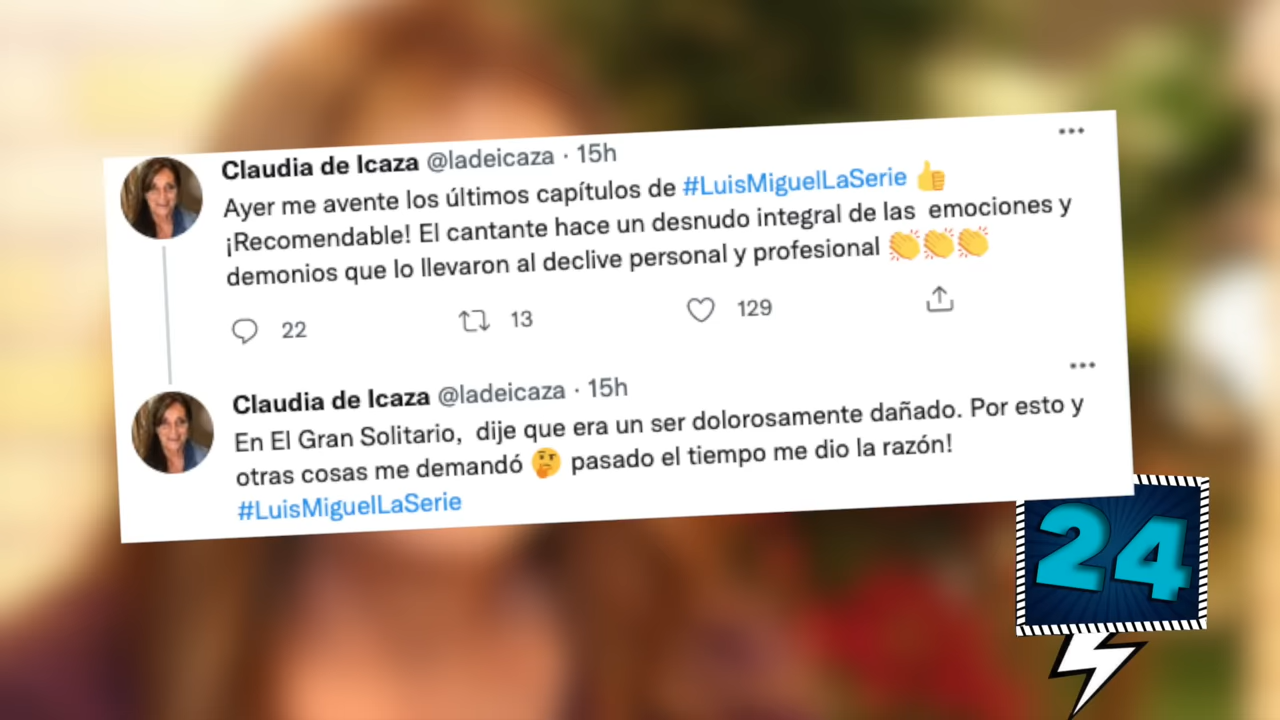 Claudia de Icaza @ladeicaza · 15h
Ayer me avente los últimos capítulos de #LuisMiguelLaSerie 👍
¡Recomendable! El cantante hace un desnudo integral de las emociones y
demonios que lo llevaron al declive personal y profesional 👏👏👏
22 13 129
Claudia de Icaza @ladeicaza · 15h
En El Gran Solitario, dije que era un ser dolorosamente dañado. Por esto y
otras cosas me demandó 🤔 pasado el tiempo me dio la razón!
#LuisMiguelLaSerie
24